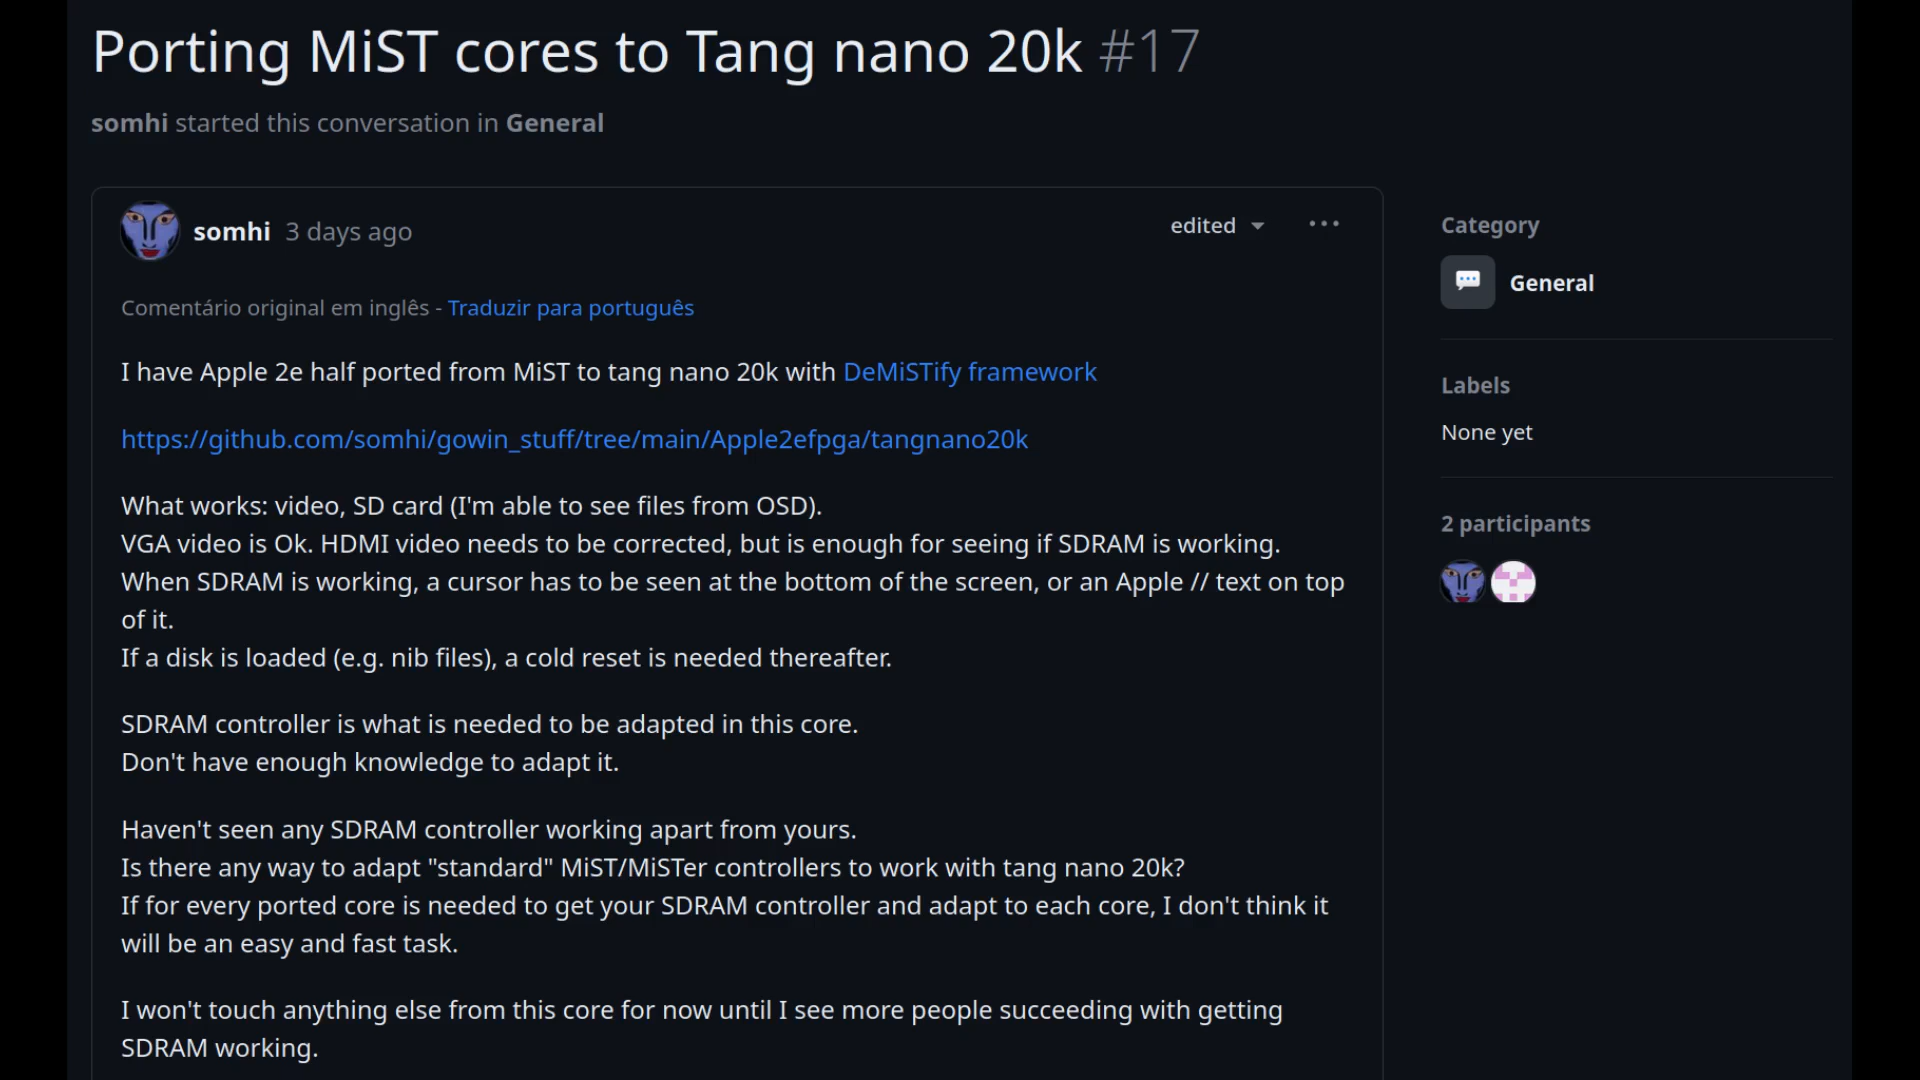 Porting MiST cores to Tang nano 20k #17
somhi started this conversation in General
somhi 3 days ago
edited
Comentário original em inglês - Traduzir para português
I have Apple 2e half ported from MiST to tang nano 20k with DeMiSTify framework
https://github.com/somhi/gowin_stuff/tree/main/Apple2efpga/tangnano20k
What works: video, SD card (I'm able to see files from OSD).
VGA video is Ok. HDMI video needs to be corrected, but is enough for seeing if SDRAM is working.
When SDRAM is working, a cursor has to be seen at the bottom of the screen, or an Apple // text on top
of it.
If a disk is loaded (e.g. nib files), a cold reset is needed thereafter.
SDRAM controller is what is needed to be adapted in this core.
Don't have enough knowledge to adapt it.
Haven't seen any SDRAM controller working apart from yours.
Is there any way to adapt "standard" MiST/MiSTer controllers to work with tang nano 20k?
If for every ported core is needed to get your SDRAM controller and adapt to each core, I don't think it
will be an easy and fast task.
I won't touch anything else from this core for now until I see more people succeeding with getting
SDRAM working.
Category
General
Labels
None yet
2 participants